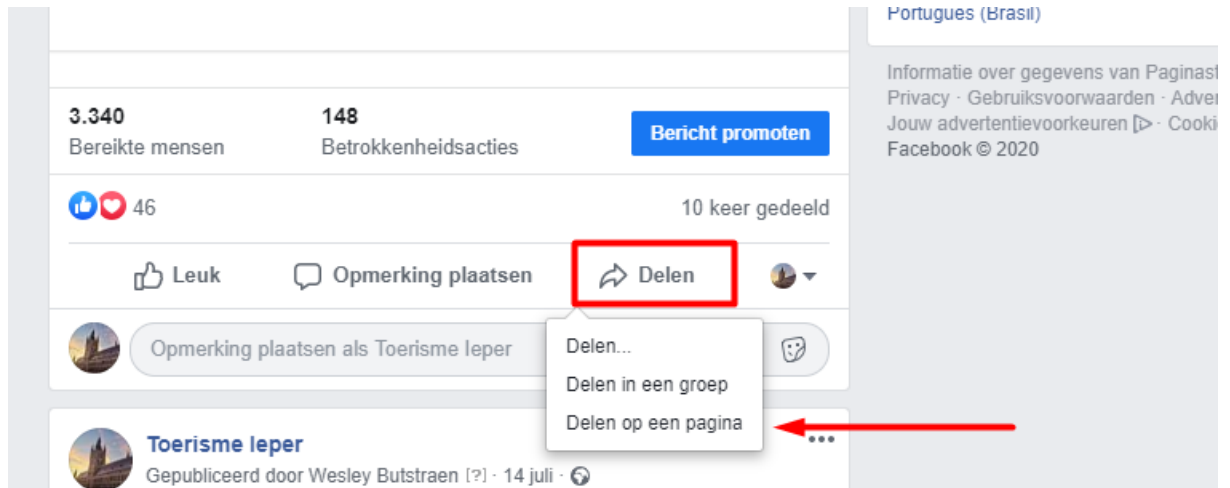 Portugues (Brasil)
Informatie over gegevens van Paginast
Privacy · Gebruiksvoorwaarden · Adver
Jouw advertentievoorkeuren · Cooki
Facebook © 2020
3.340
Bereikte mensen
148
Betrokkenheidsacties
Bericht promoten
46
10 keer gedeeld
Leuk
Opmerking plaatsen
Delen
Opmerking plaatsen als Toerisme Ieper
Delen...
Delen in een groep
Delen op een pagina
Toerisme Ieper
Gepubliceerd door Wesley Butstraen [?] · 14 juli ·